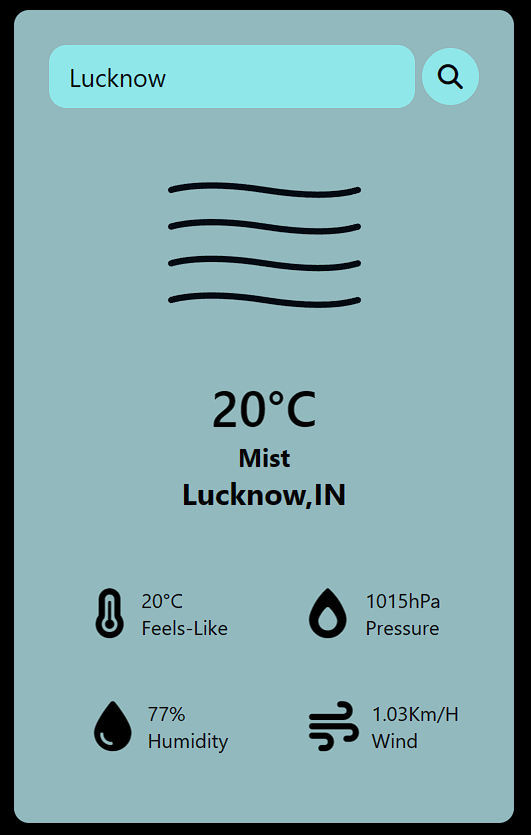 Lucknow
20°C
Mist
Lucknow,IN
20°C
Feels-Like
1015hPa
Pressure
77%
Humidity
1.03Km/H
Wind